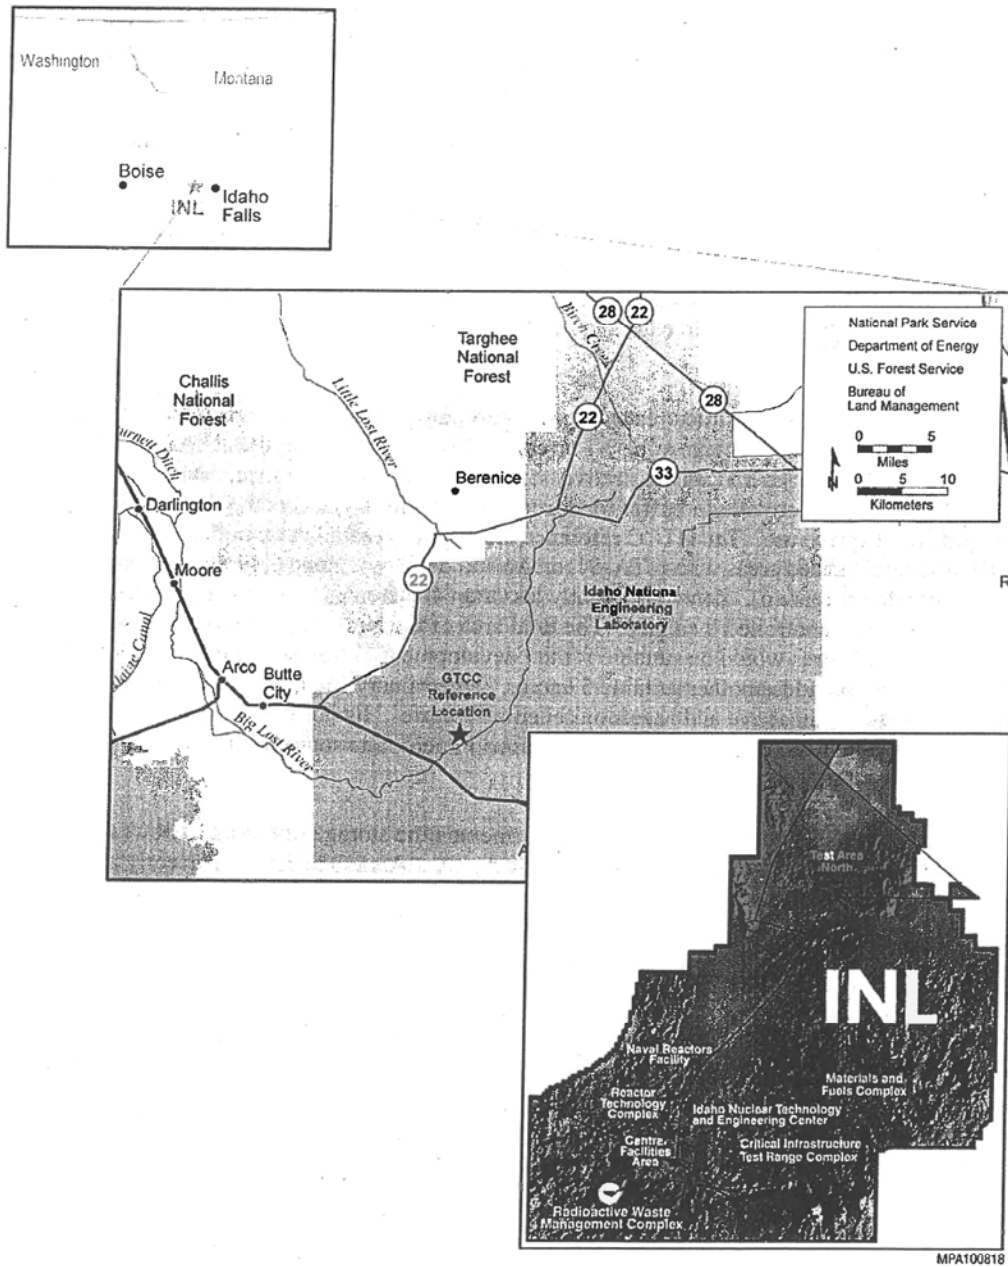 Washington
Montana
Boise
INL
Idaho
Falls
28
22
Birch Creek
National Park Service
Department of Energy
U.S. Forest Service
Bureau of
Land Management
0 5
Miles
N
0 5 10
Kilometers
Targhee
National
Forest
Challis
National
Forest
Little Lost River
22
28
33
Berenice
Darlington
Moore
22
Idaho National
Engineering
Laboratory
Arco
Butte
City
GTCC
Reference
Location
Big Lost River
R
A
Test Area
North
INL
Naval Reactors
Facility
Materials and
Fuels Complex
Reactor
Technology
Complex
Idaho Nuclear Technology
and Engineering Center
Central
Facilities
Area
Critical Infrastructure
Test Range Complex
Radioactive Waste
Management Complex
MPA100818